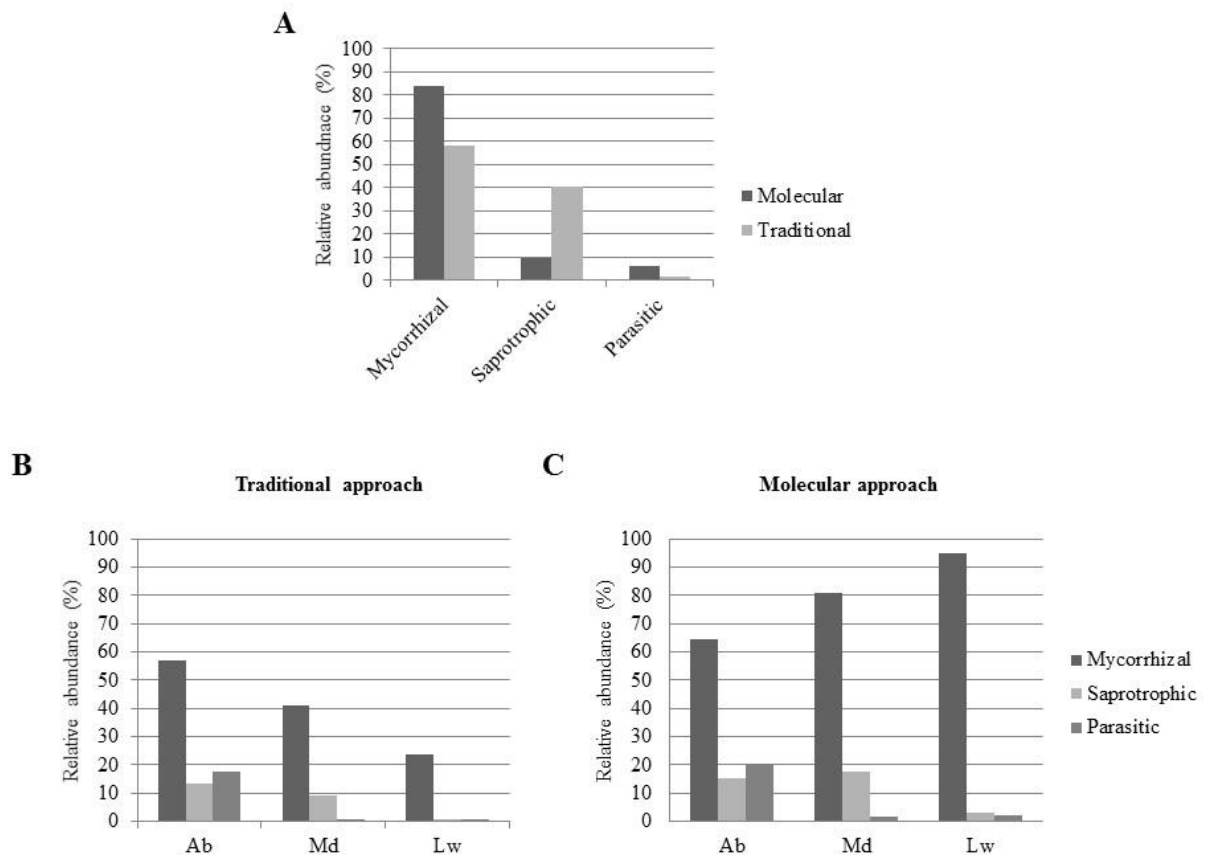 A
Relative abundnace (%)
100
90
80
70
60
50
40
30
20
10
0
Mycorrhizal
Saprotrophic
Parasitic
Molecular
Traditional
B
Traditional approach
Relative abundance (%)
100
90
80
70
60
50
40
30
20
10
0
Ab Md Lw
C
Molecular approach
Relative abundance (%)
100
90
80
70
60
50
40
30
20
10
0
Ab Md Lw
Mycorrhizal
Saprotrophic
Parasitic